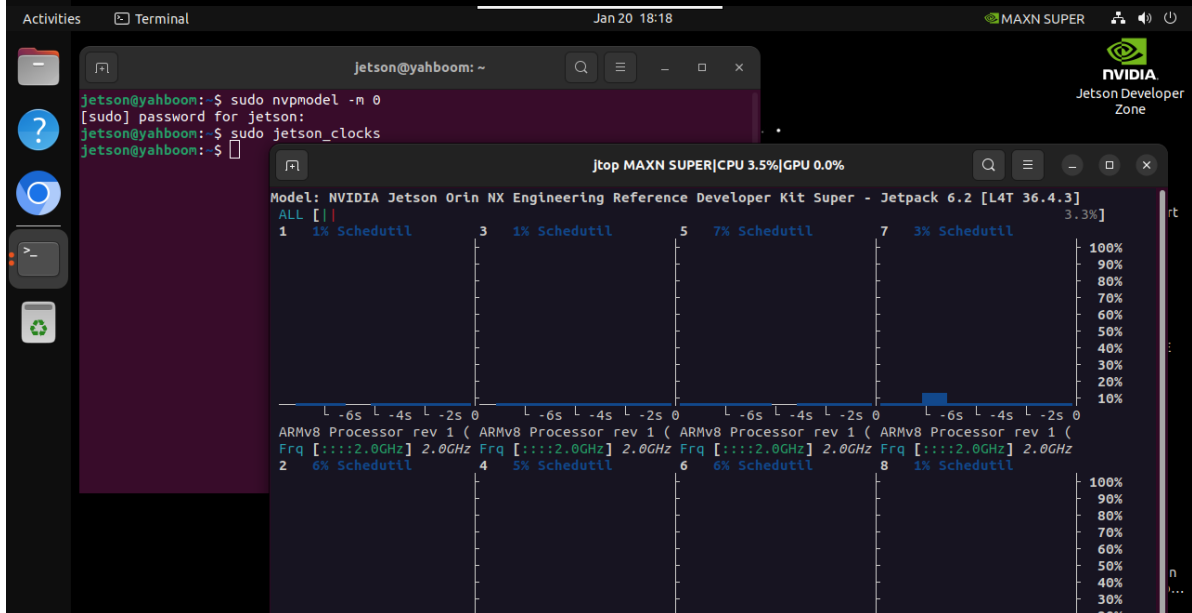 Activities Terminal Jan 20 18:18 MAXN SUPER
NVIDIA.
Jetson Developer
Zone
jetson@yahboom: ~
jetson@yahboom:~$ sudo nvpmodel -m 0
[sudo] password for jetson:
jetson@yahboom:~$ sudo jetson_clocks
jetson@yahboom:~$
jtop MAXN SUPER|CPU 3.5%|GPU 0.0%
Model: NVIDIA Jetson Orin NX Engineering Reference Developer Kit Super - Jetpack 6.2 [L4T 36.4.3]
ALL [|| 3.3%]
1 1% Schedutil 3 1% Schedutil 5 7% Schedutil 7 3% Schedutil
100%
90%
80%
70%
60%
50%
40%
30%
20%
10%
-6s -4s -2s 0 -6s -4s -2s 0 -6s -4s -2s 0 -6s -4s -2s 0
ARMv8 Processor rev 1 ( ARMv8 Processor rev 1 ( ARMv8 Processor rev 1 ( ARMv8 Processor rev 1 (
Frq [::::2.0GHz] 2.0GHz Frq [::::2.0GHz] 2.0GHz Frq [::::2.0GHz] 2.0GHz Frq [::::2.0GHz] 2.0GHz
2 6% Schedutil 4 5% Schedutil 6 6% Schedutil 8 1% Schedutil
100%
90%
80%
70%
60%
50%
40%
30%